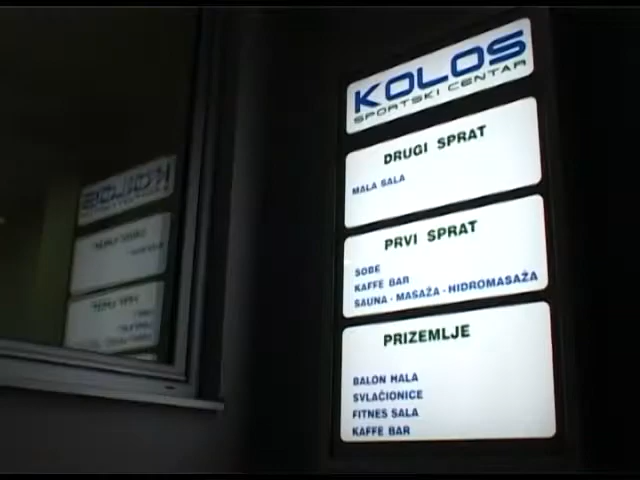 KOLOS
SPORTSKI CENTAR
DRUGI SPRAT
MALA SALA
PRVI SPRAT
SOBE
KAFFE BAR
SAUNA - MASAŽA - HIDROMASAŽA
PRIZEMLJE
BALON HALA
SVLAČIONICE
FITNES SALA
KAFFE BAR